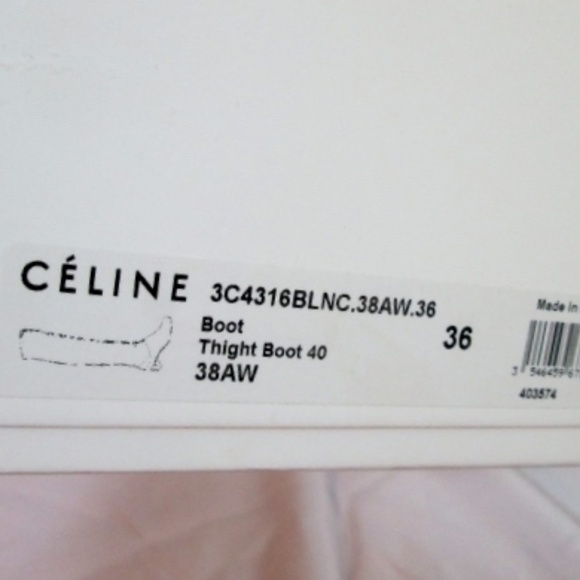 CÉLINE 3C4316BLNC.38AW.36
Boot
Thight Boot 40
38AW
36
Made in
403574